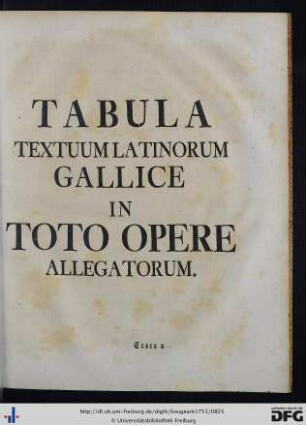 TABULA
TEXTUUM LATINORUM
GALLICE
IN
TOTO OPERE
ALLEGATORUM.
http://dl.ub.uni-freiburg.de/diglit/bougeant1751/0825
© Universitätsbibliothek Freiburg
DFG